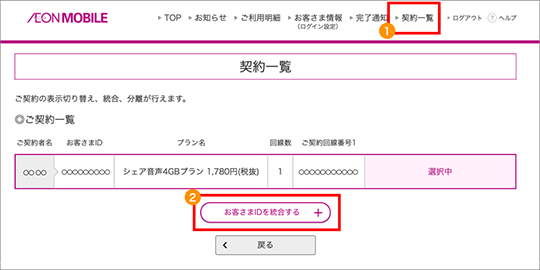 ÆON MOBILE
TOP お知らせ ご利用明細 お客さま情報 完了通知 契約一覧 ログアウト ? ヘルプ
(ログイン設定)
1
契約一覧
ご契約の表示切り替え、統合、分離が行えます。
◎ご契約一覧
ご契約者名 お客さまID プラン名 回線数 ご契約回線番号1
○○ ○○ ○○○○○○○○○ シェア音声4GBプラン 1,780円(税抜) 1 ○○○○○○○○○○○ 選択中
2
お客さまIDを統合する +
< 戻る